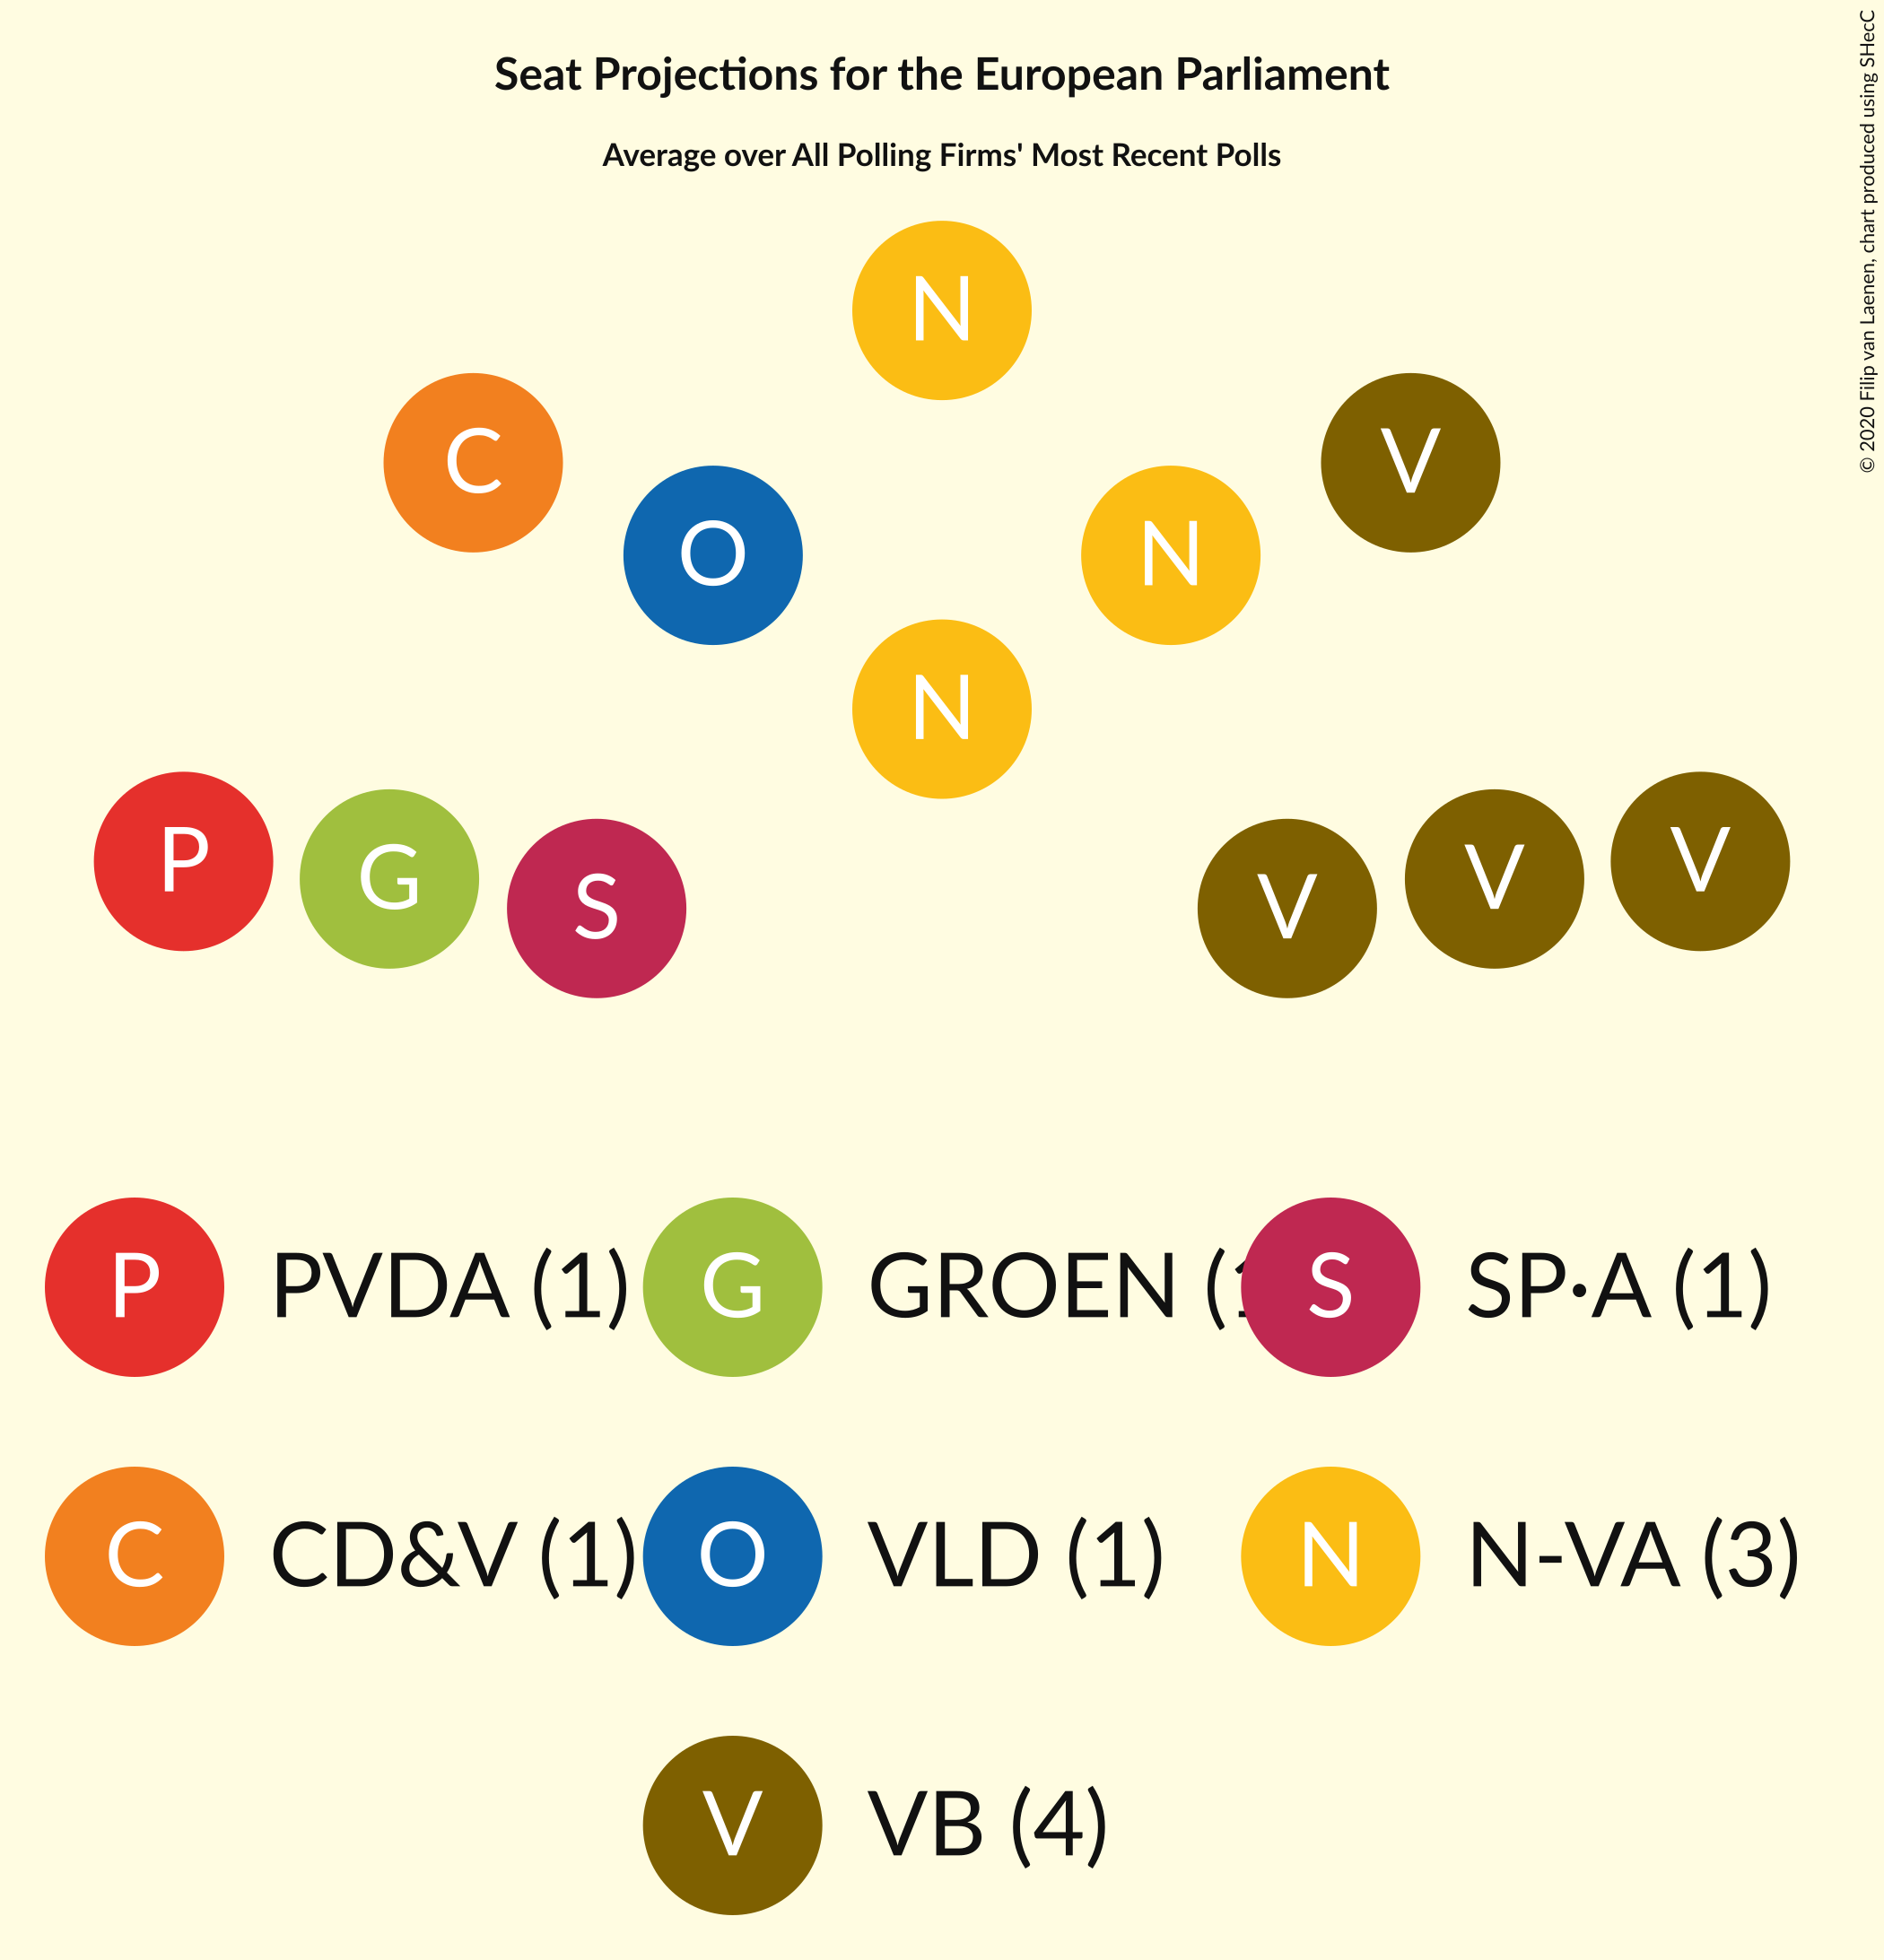 Seat Projections for the European Parliament
Average over All Polling Firms' Most Recent Polls
© 2020 Filip van Laenen, chart produced using SHecC
N
C
V
O
N
N
P
G
S
V
V
V
P PVDA (1)
G GROEN (1
S SP•A (1)
C CD&V (1)
O VLD (1)
N N-VA (3)
V VB (4)